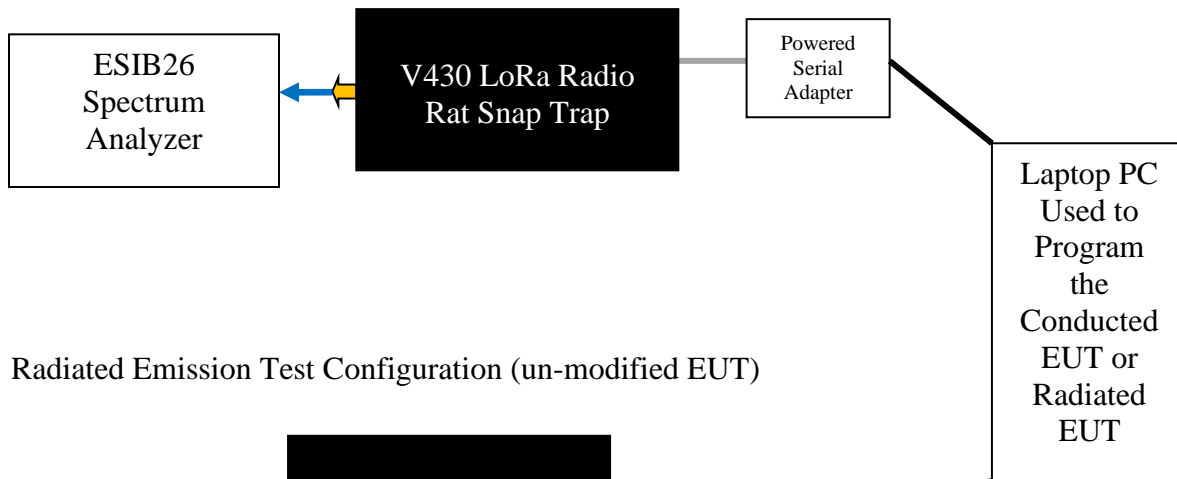 ESIB26
Spectrum
Analyzer
V430 LoRa Radio
Rat Snap Trap
Powered
Serial
Adapter
Laptop PC
Used to
Program
the
Conducted
EUT or
Radiated
EUT
Radiated Emission Test Configuration (un-modified EUT)